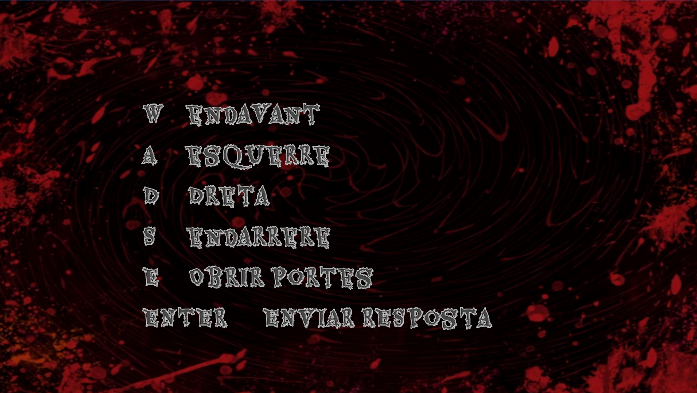 W ENDAVANT
A ESQUERRE
D DRETA
S ENDARRERE
E OBRIR PORTES
ENTER ENVIAR RESPOSTA